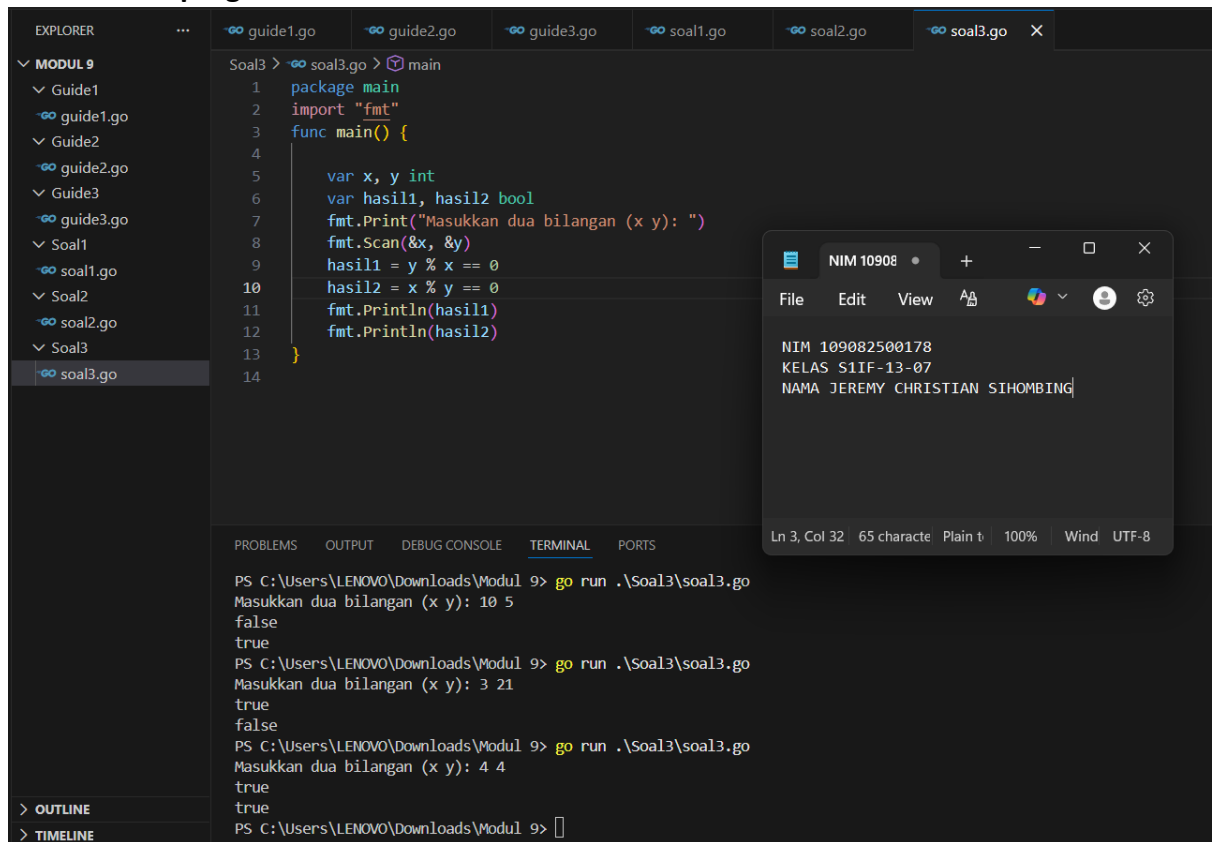 EXPLORER ...
MODUL 9
Guide1
guide1.go
Guide2
guide2.go
Guide3
guide3.go
Soal1
soal1.go
Soal2
soal2.go
Soal3
soal3.go
OUTLINE
TIMELINE
guide1.go guide2.go guide3.go soal1.go soal2.go soal3.go
Soal3 > soal3.go > main
1 package main
2 import "fmt"
3 func main() {
4
5 var x, y int
6 var hasil1, hasil2 bool
7 fmt.Print("Masukkan dua bilangan (x y): ")
8 fmt.Scan(&x, &y)
9 hasil1 = y % x == 0
10 hasil2 = x % y == 0
11 fmt.Println(hasil1)
12 fmt.Println(hasil2)
13 }
14
NIM 10908
File Edit View
NIM 109082500178
KELAS S1IF-13-07
NAMA JEREMY CHRISTIAN SIHOMBING
Ln 3, Col 32 65 characte Plain t 100% Wind UTF-8
PROBLEMS OUTPUT DEBUG CONSOLE TERMINAL PORTS
PS C:\Users\LENOVO\Downloads\Modul 9> go run .\Soal3\soal3.go
Masukkan dua bilangan (x y): 10 5
false
true
PS C:\Users\LENOVO\Downloads\Modul 9> go run .\Soal3\soal3.go
Masukkan dua bilangan (x y): 3 21
true
false
PS C:\Users\LENOVO\Downloads\Modul 9> go run .\Soal3\soal3.go
Masukkan dua bilangan (x y): 4 4
true
true
PS C:\Users\LENOVO\Downloads\Modul 9>